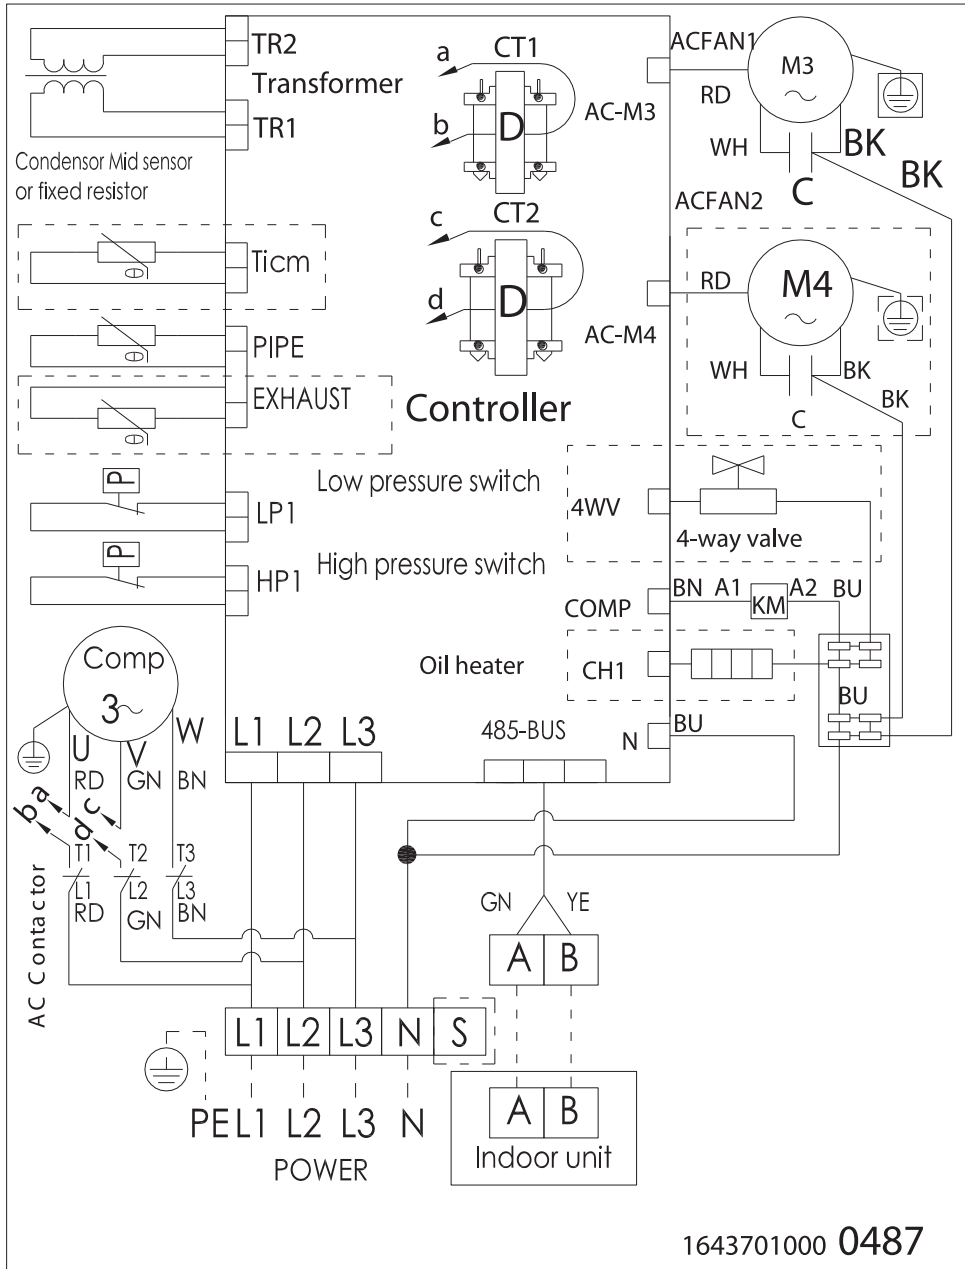 TR2
Transformer
TR1
Condensor Mid sensor
or fixed resistor
Ticm
PIPE
EXHAUST
Low pressure switch
P
LP1
High pressure switch
P
HP1
a
CT1
b
D
c
CT2
d
D
Controller
ACFAN1
M3
RD
AC-M3
WH
BK
C
BK
ACFAN2
RD
M4
AC-M4
WH
BK
C
BK
4WV
4-way valve
COMP
BN A1 KM A2 BU
Oil heater
CH1
BU
N
BU
485-BUS
L1 L2 L3
Comp
3~
U V W
RD GN BN
b a c
d
T1 T2 T3
L1 L2 L3
RD GN BN
AC Contactor
GN YE
A B
L1 L2 L3 N S
PE L1 L2 L3 N
POWER
A B
Indoor unit
1643701000 0487